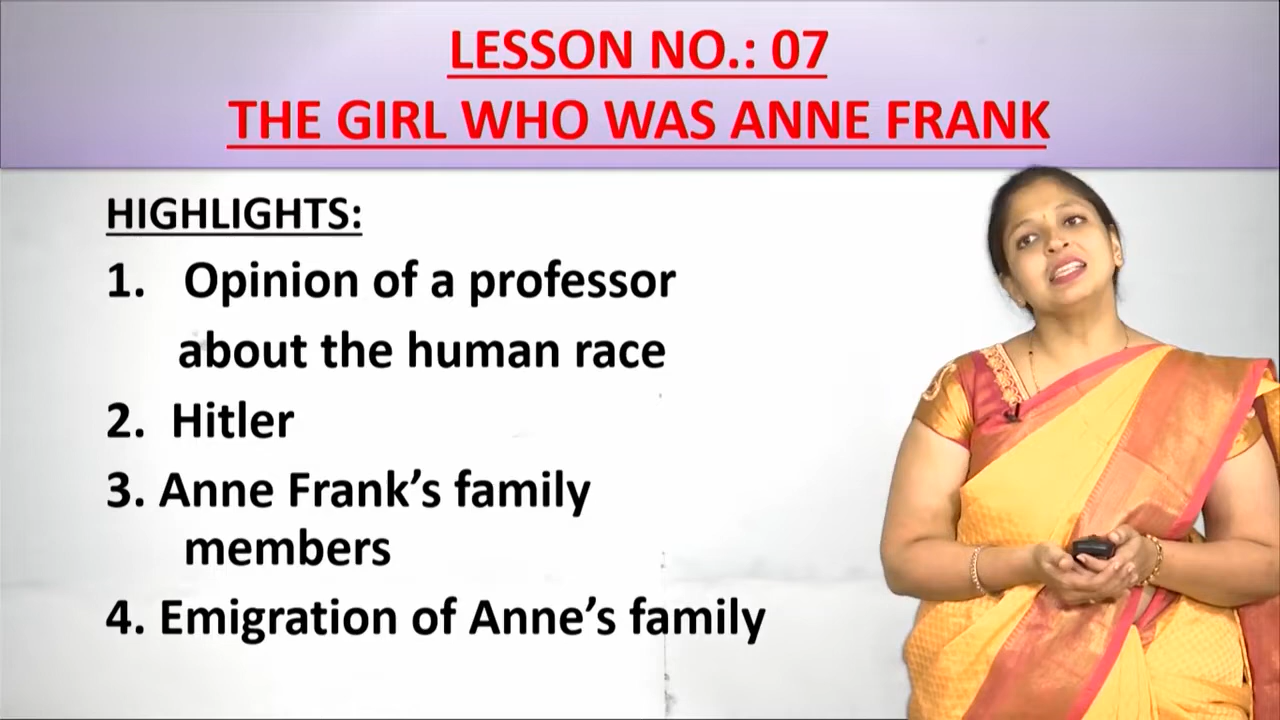 LESSON NO.: 07
THE GIRL WHO WAS ANNE FRANK
HIGHLIGHTS:
1. Opinion of a professor
about the human race
2. Hitler
3. Anne Frank’s family
members
4. Emigration of Anne’s family